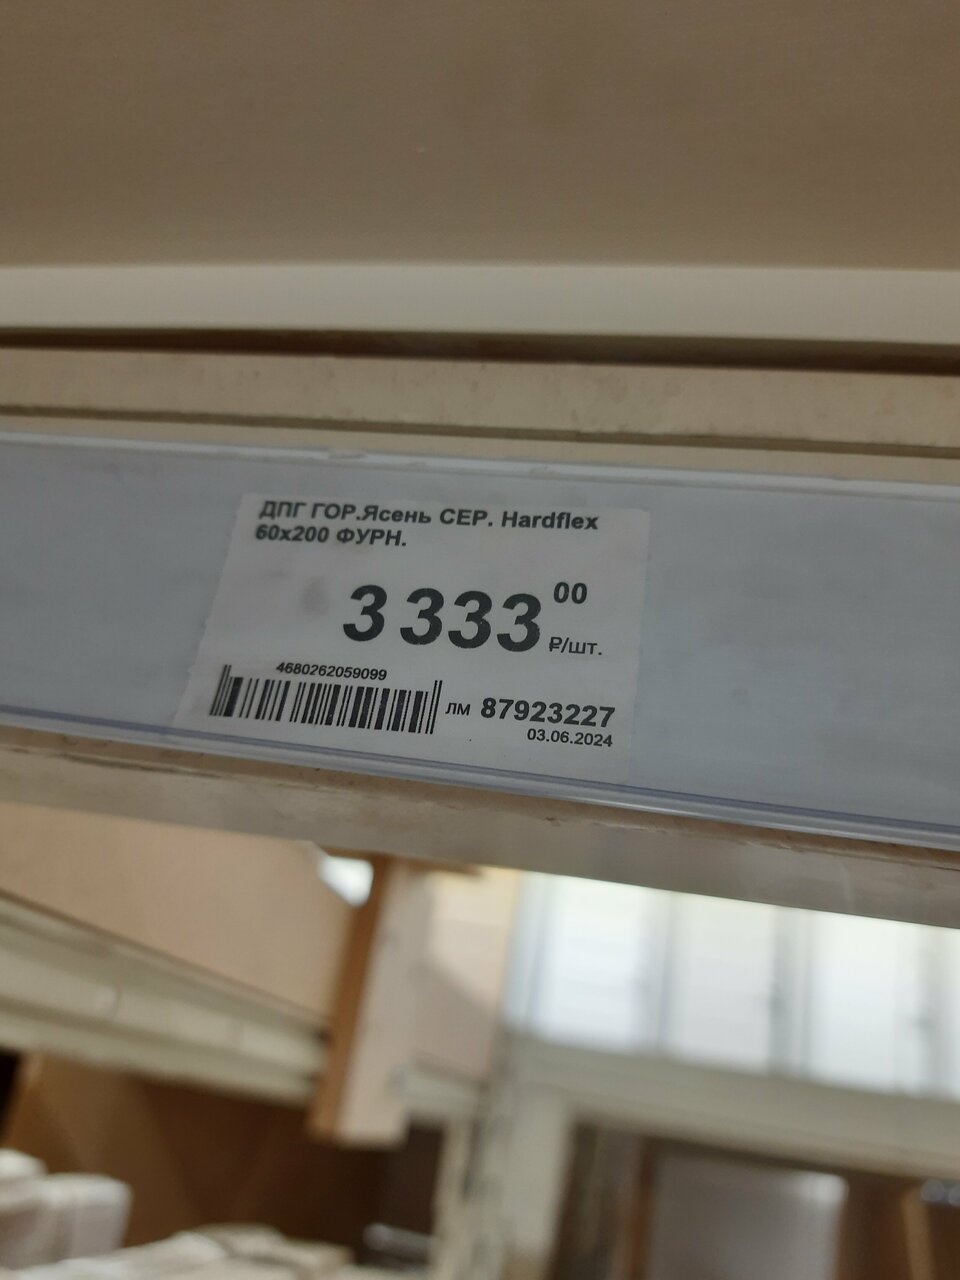 ДПГ ГОР.Ясень СЕР. Hardflex
60x200 ФУРН.
3 333 00
₽/шт.
4680262059099
лм 87923227
03.06.2024